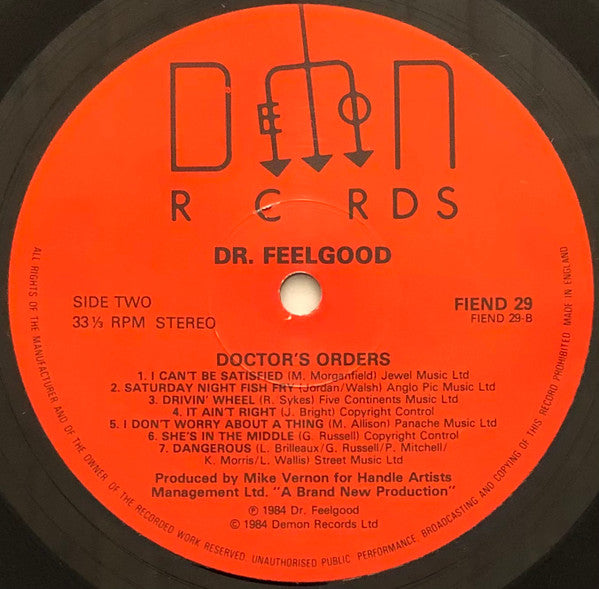 DEMON
RECORDS
DR. FEELGOOD
SIDE TWO
33⅓ RPM STEREO
FIEND 29
FIEND 29-B
DOCTOR'S ORDERS
1. I CAN'T BE SATISFIED (M. Morganfield) Jewel Music Ltd
2. SATURDAY NIGHT FISH FRY (Jordan/Walsh) Anglo Pic Music Ltd
3. DRIVIN' WHEEL (R. Sykes) Five Continents Music Ltd
4. IT AIN'T RIGHT (J. Bright) Copyright Control
5. I DON'T WORRY ABOUT A THING (M. Allison) Panache Music Ltd
6. SHE'S IN THE MIDDLE (G. Russell) Copyright Control
7. DANGEROUS (L. Brilleaux/G. Russell/P. Mitchell/
K. Morris/L. Wallis) Street Music Ltd
Produced by Mike Vernon for Handle Artists
Management Ltd. "A Brand New Production"
℗ 1984 Dr. Feelgood
© 1984 Demon Records Ltd
ALL RIGHTS OF THE MANUFACTURER AND OF THE OWNER OF THE RECORDED WORK RESERVED. UNAUTHORISED PUBLIC PERFORMANCE, BROADCASTING AND COPYING OF THIS RECORD PROHIBITED MADE IN ENGLAND